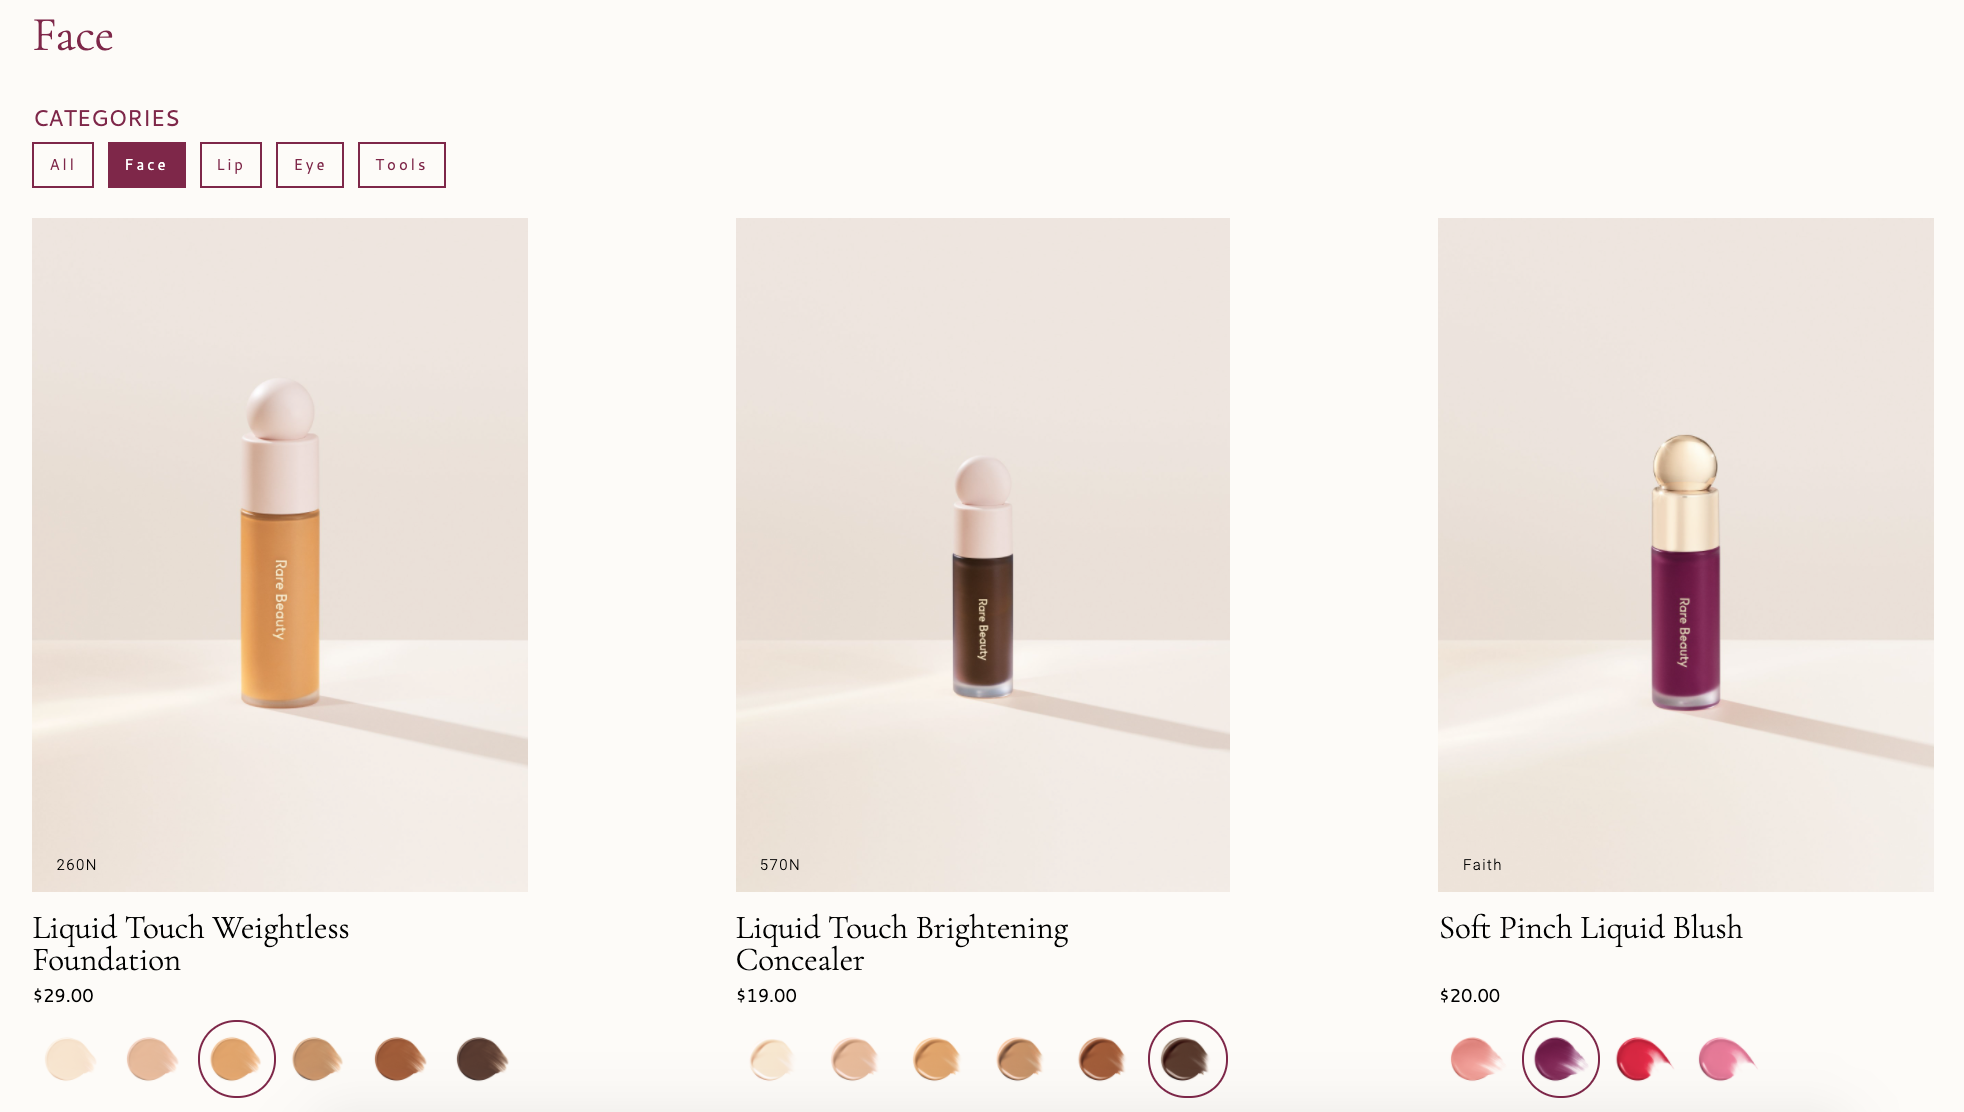 Face
CATEGORIES
All
Face
Lip
Eye
Tools
Rare Beauty
260N
Liquid Touch Weightless
Foundation
$29.00
Rare Beauty
570N
Liquid Touch Brightening
Concealer
$19.00
Rare Beauty
Faith
Soft Pinch Liquid Blush
$20.00